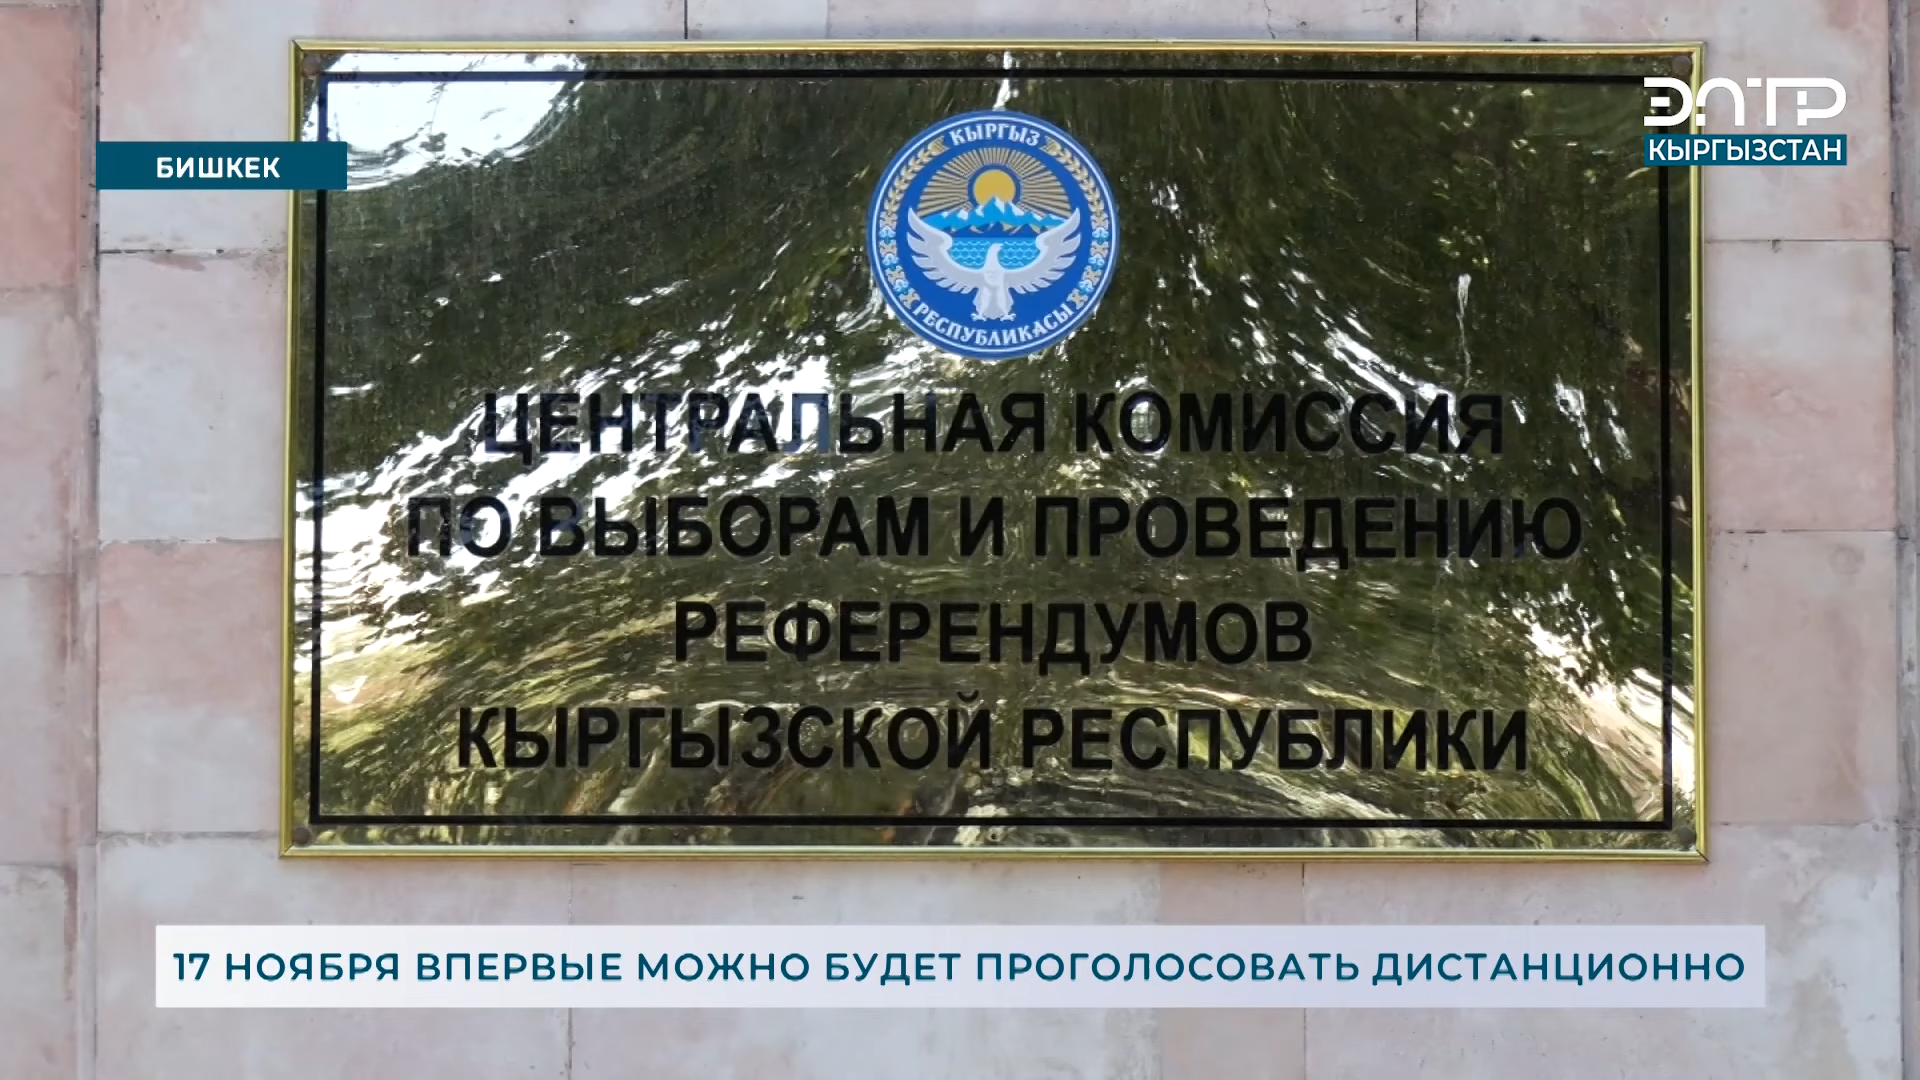 ЭЛТР
КЫРГЫЗСТАН
БИШКЕК
КЫРГЫЗ
РЕСПУБЛИКАСЫ
ЦЕНТРАЛЬНАЯ КОМИССИЯ
ПО ВЫБОРАМ И ПРОВЕДЕНИЮ
РЕФЕРЕНДУМОВ
КЫРГЫЗСКОЙ РЕСПУБЛИКИ
17 НОЯБРЯ ВПЕРВЫЕ МОЖНО БУДЕТ ПРОГОЛОСОВАТЬ ДИСТАНЦИОННО